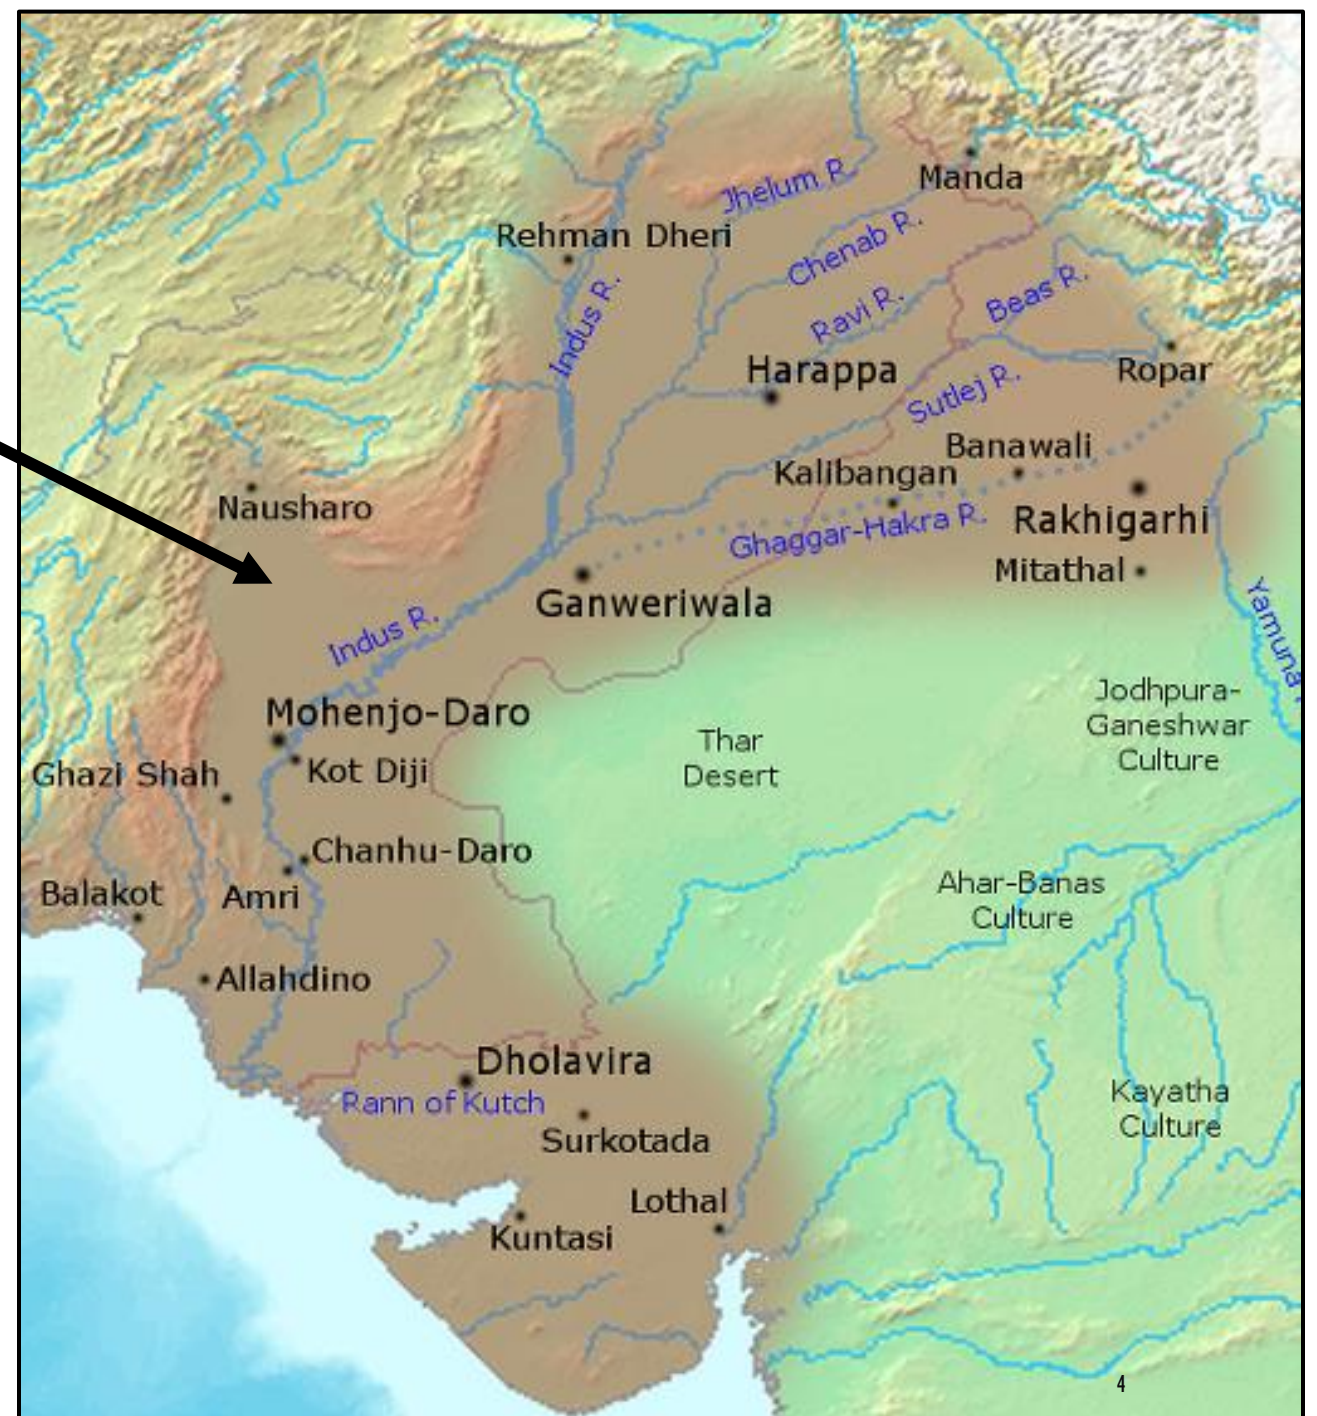 Jhelum R.
Manda
Rehman Dheri
Chenab R.
Indus R.
Ravi R.
Beas R.
Harappa
Ropar
Sutlej R.
Banawali
Kalibangan
Nausharo
Rakhigarhi
Ghaggar-Hakra R.
Mitathal
Ganweriwala
Yamuna
Indus R.
Mohenjo-Daro
Jodhpura-
Ganeshwar
Culture
Thar
Desert
Kot Diji
Ghazi Shah
Chanhu-Daro
Balakot
Amri
Ahar-Banas
Culture
Allahdino
Dholavira
Rann of Kutch
Kayatha
Culture
Surkotada
Lothal
Kuntasi
4